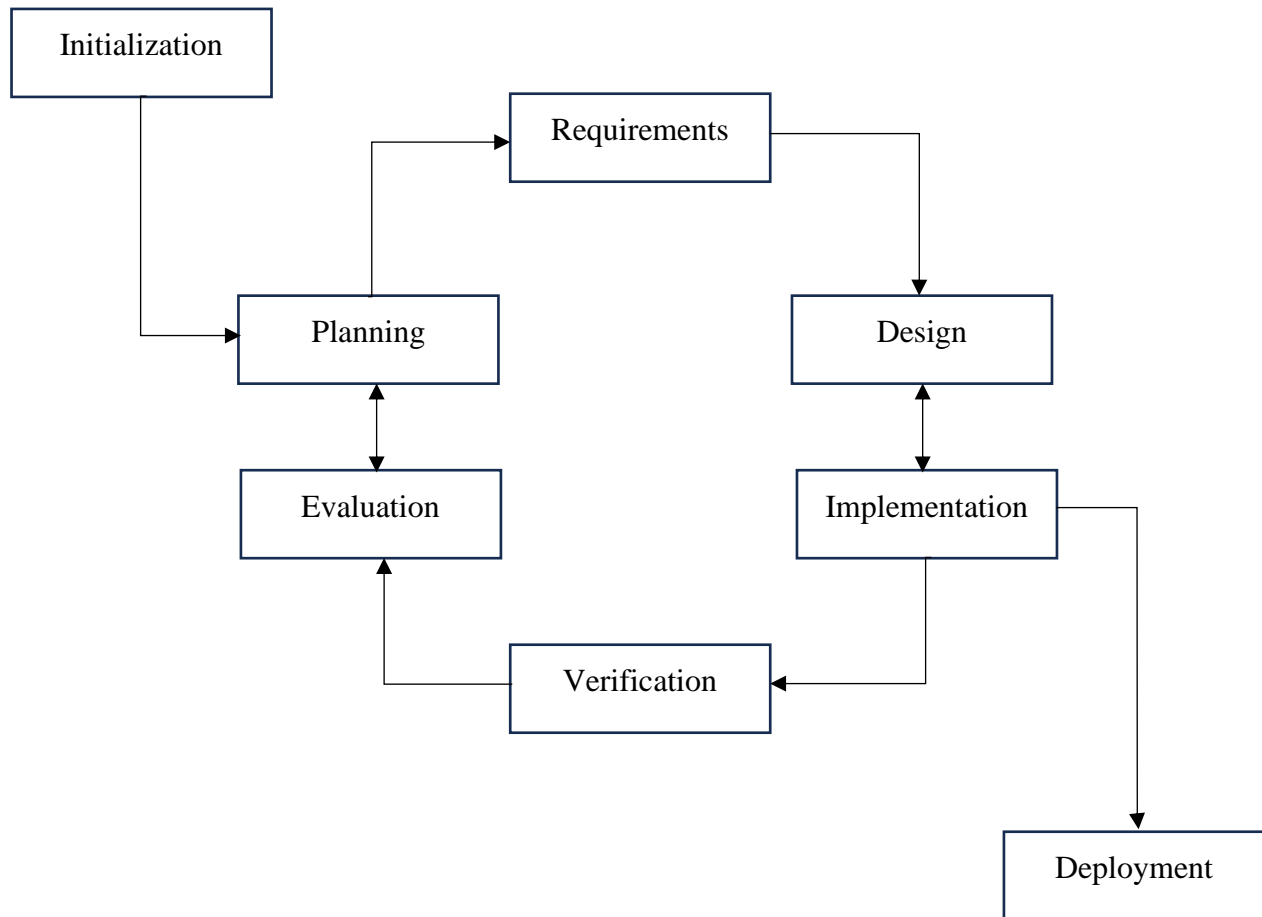 Initialization
Requirements
Planning
Design
Evaluation
Implementation
Verification
Deployment